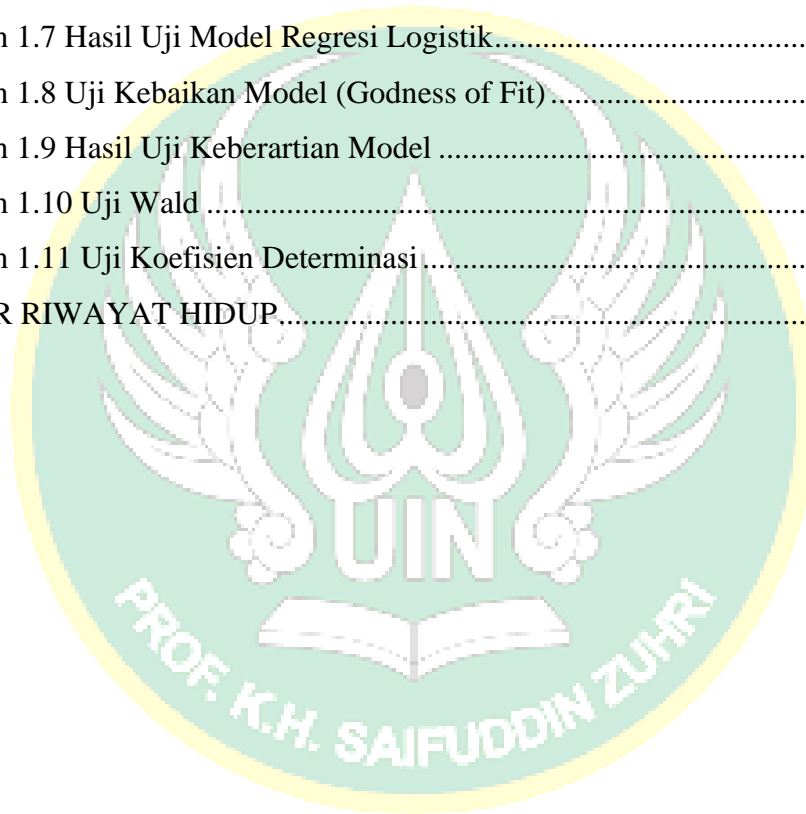 n 1.7 Hasil Uji Model Regresi Logistik............................................
n 1.8 Uji Kebaikan Model (Godness of Fit)....................................
n 1.9 Hasil Uji Keberartian Model ...................................................
n 1.10 Uji Wald ..................................................................................
n 1.11 Uji Koefisien Determinasi.....................................................
R RIWAYAT HIDUP.......................................................................
UIN
PROF. K.H. SAIFUDDIN ZUHRI